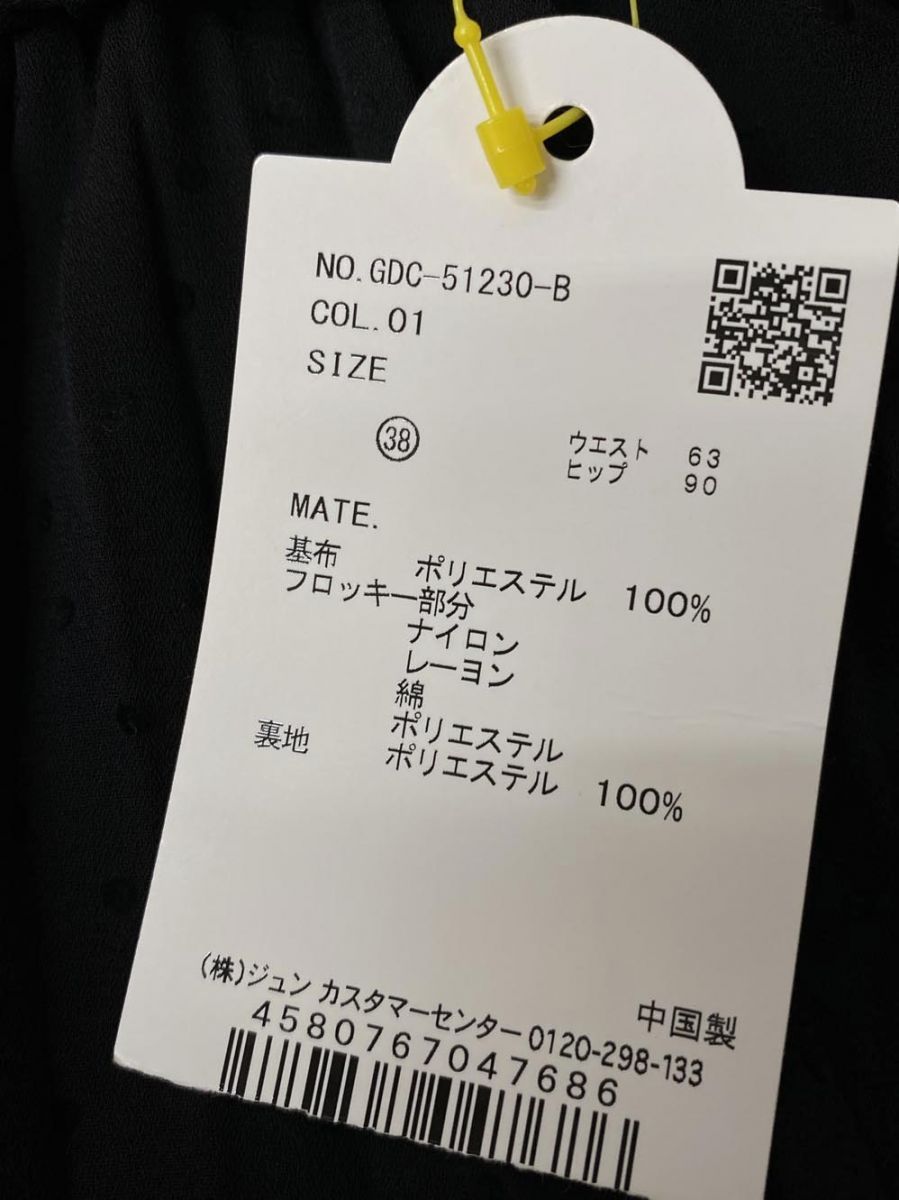 NO.GDC-51230-B
COL.01
SIZE
38
ウエスト 63
ヒップ 90
MATE.
基布 ポリエステル 100%
フロッキー部分
ナイロン
レーヨン
綿
ポリエステル
裏地 ポリエステル 100%
中国製
(株)ジュン カスタマーセンター 0120-298-133
4580767047686